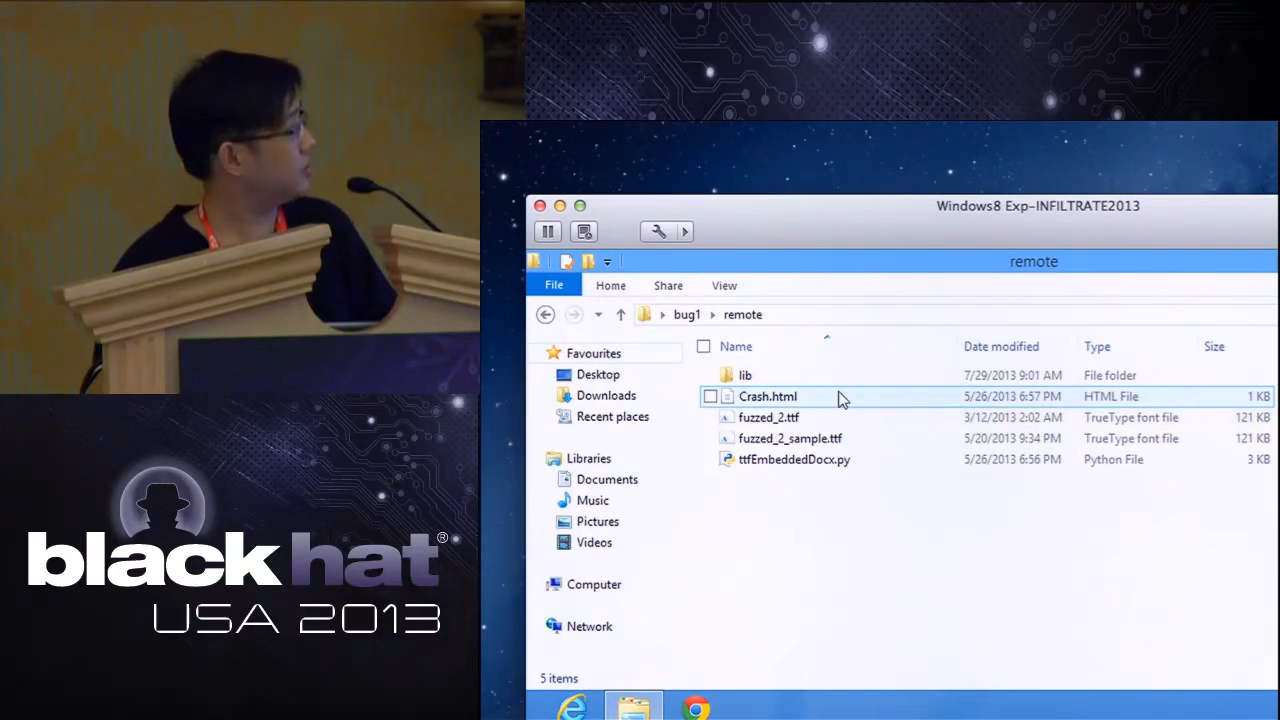 Windows8 Exp-INFILTRATE2013
remote
File Home Share View
bug1 remote
Name Date modified Type Size
Favourites
Desktop
Downloads
Recent places
Libraries
Documents
Music
Pictures
Videos
Computer
Network
lib 7/29/2013 9:01 AM File folder
Crash.html 5/26/2013 6:57 PM HTML File 1 KB
fuzzed_2.ttf 3/12/2013 2:02 AM TrueType font file 121 KB
fuzzed_2_sample.ttf 5/20/2013 9:34 PM TrueType font file 121 KB
ttfEmbeddedDocx.py 5/26/2013 6:56 PM Python File 3 KB
5 items
blackhat®
USA 2013